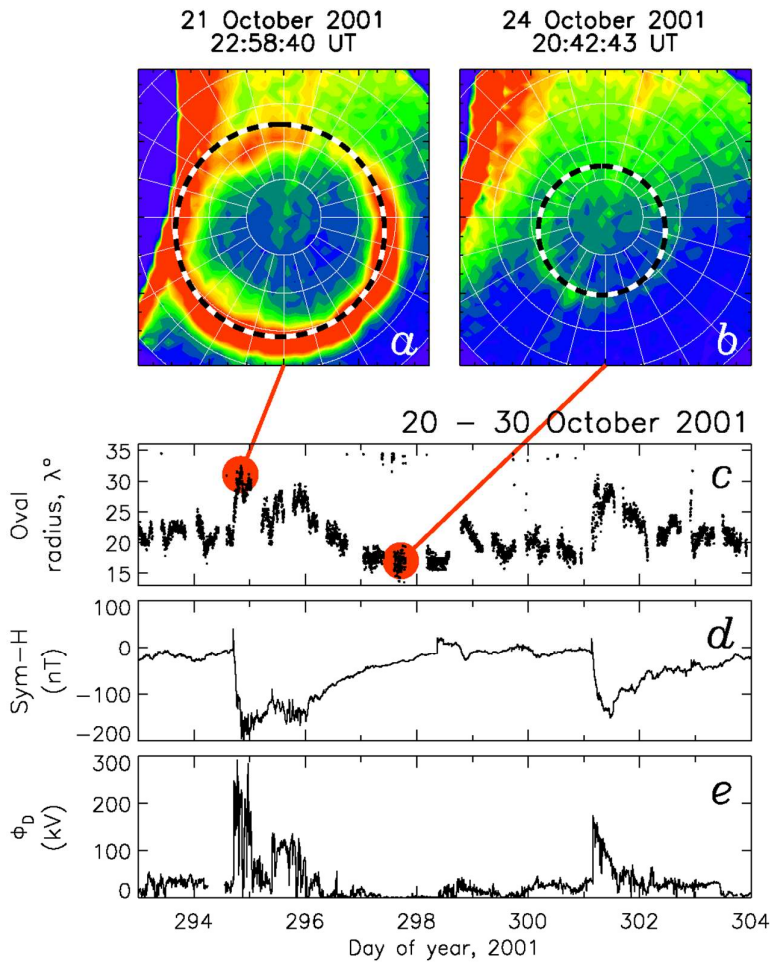 21 October 2001
22:58:40 UT
24 October 2001
20:42:43 UT
a
b
20 – 30 October 2001
Oval
radius, λ°
35
30
25
20
15
c
Sym–H
(nT)
100
0
−100
−200
d
Φ_D
(kV)
300
200
100
0
e
294
296
298
300
302
304
Day of year, 2001